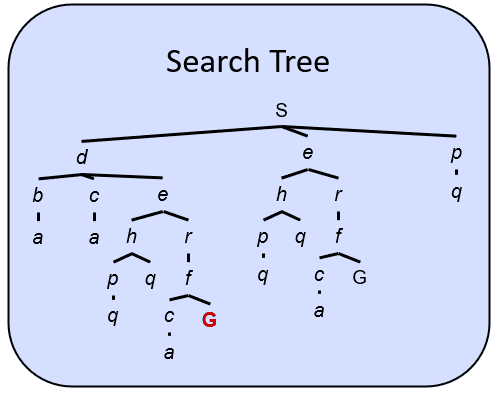 Search Tree
S
d e p
b c e h r q
a a h r p q f
p q f q c G
q c G a
a